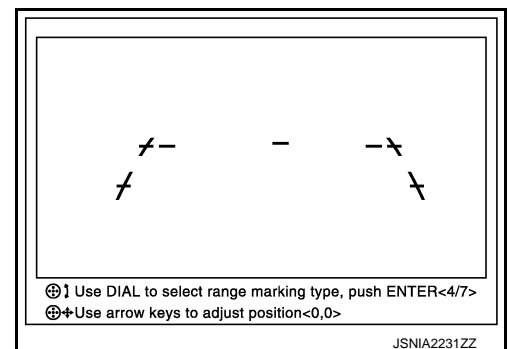 Use DIAL to select range marking type, push ENTER<4/7>
Use arrow keys to adjust position<0,0>
JSNIA2231ZZ